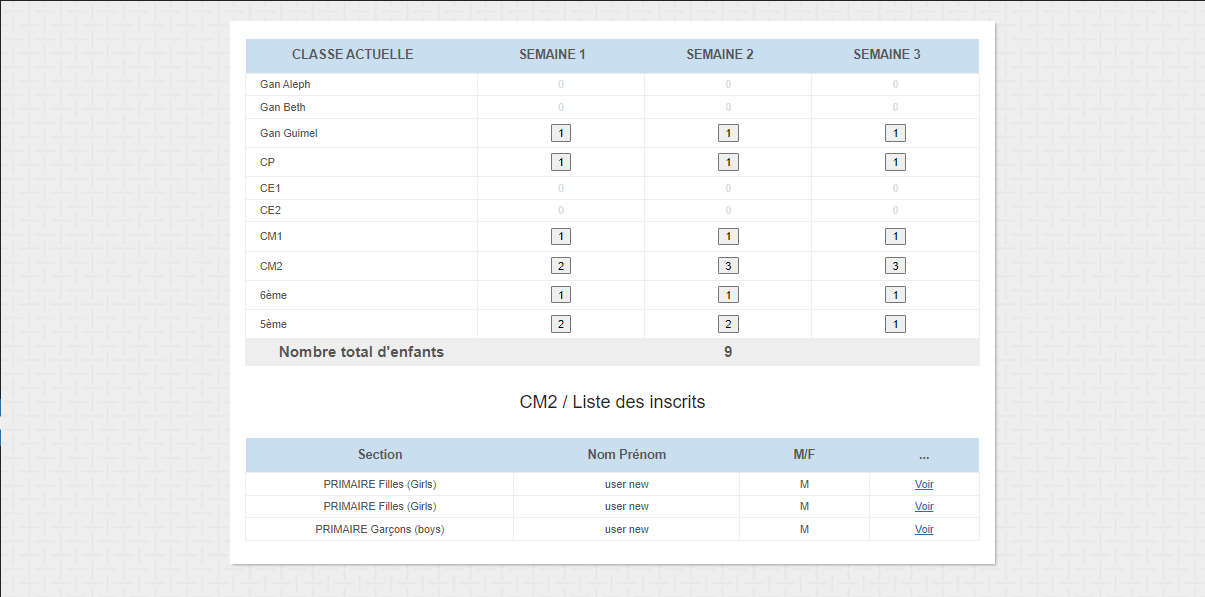 CLASSE ACTUELLE SEMAINE 1 SEMAINE 2 SEMAINE 3
Gan Aleph 0 0 0
Gan Beth 0 0 0
Gan Guimel 1 1 1
CP 1 1 1
CE1 0 0 0
CE2 0 0 0
CM1 1 1 1
CM2 2 3 3
6ème 1 1 1
5ème 2 2 1
Nombre total d'enfants 9
CM2 / Liste des inscrits
Section Nom Prénom M/F ...
PRIMAIRE Filles (Girls) user new M Voir
PRIMAIRE Filles (Girls) user new M Voir
PRIMAIRE Garçons (boys) user new M Voir